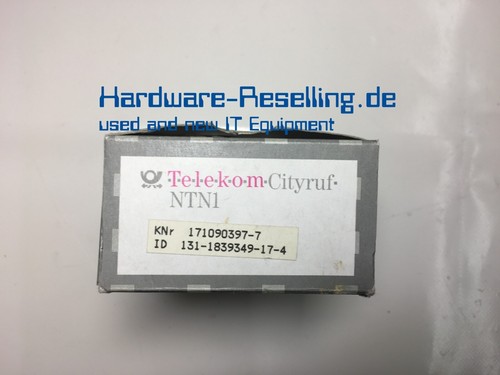 Hardware-Reselling.de
used and new IT Equipment
T·e·l·e·k·o·m·Cityruf·
NTN1
KNr 171090397-7
ID 131-1839349-17-4